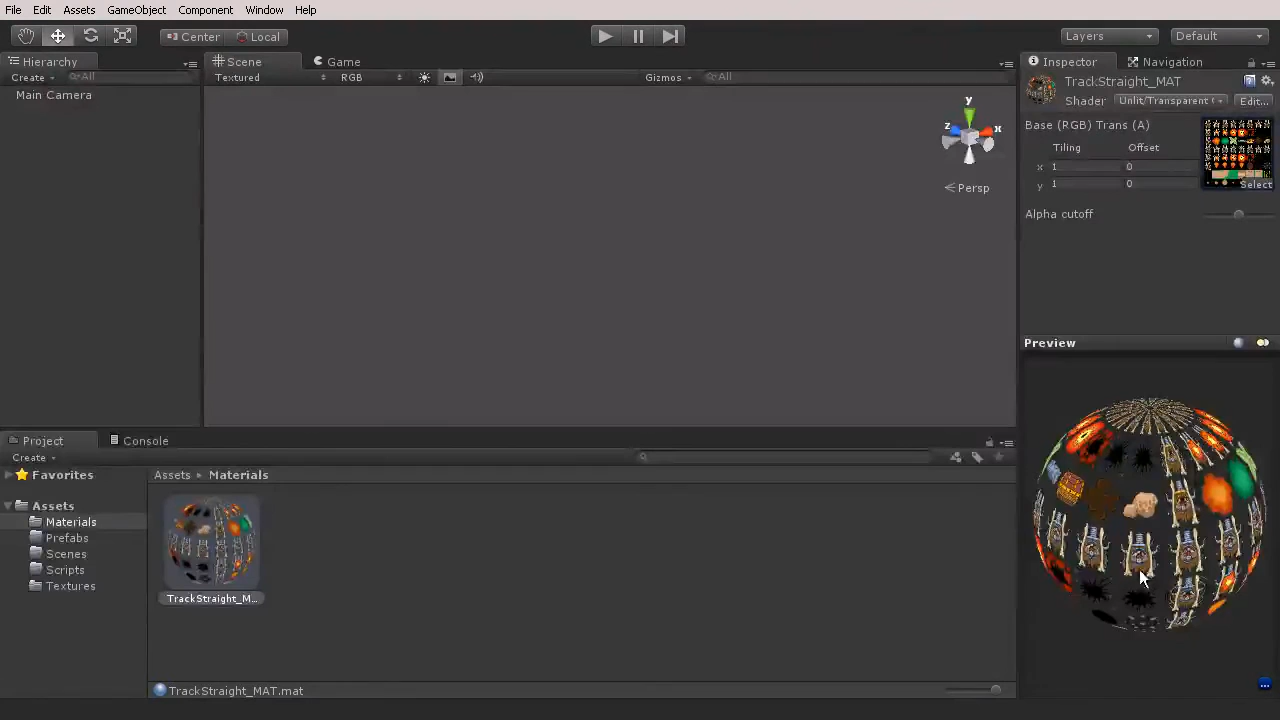 File Edit Assets GameObject Component Window Help
Center Local Layers Default
Hierarchy Scene Game Inspector Navigation
Create All Textured RGB Gizmos All
Main Camera
TrackStraight_MAT
Shader Unlit/Transparent Edit...
Base (RGB) Trans (A)
Tiling Offset
x 1 0
y 1 0
Select
Alpha cutoff
y
z x
Persp
Preview
Project Console
Create
Favorites
Assets Materials
Assets
Materials
Prefabs
Scenes
Scripts
Textures
TrackStraight_M...
TrackStraight_MAT.mat